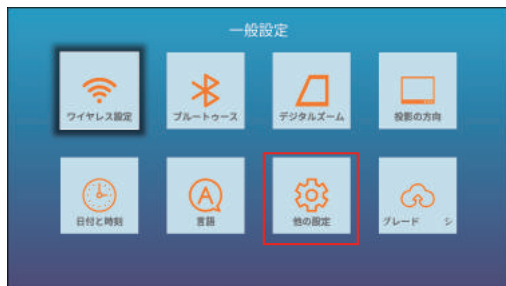 一般設定
ワイヤレス設定
ブルートゥース
デジタルズーム
投影の方向
日付と時刻
言語
他の設定
グレード シ